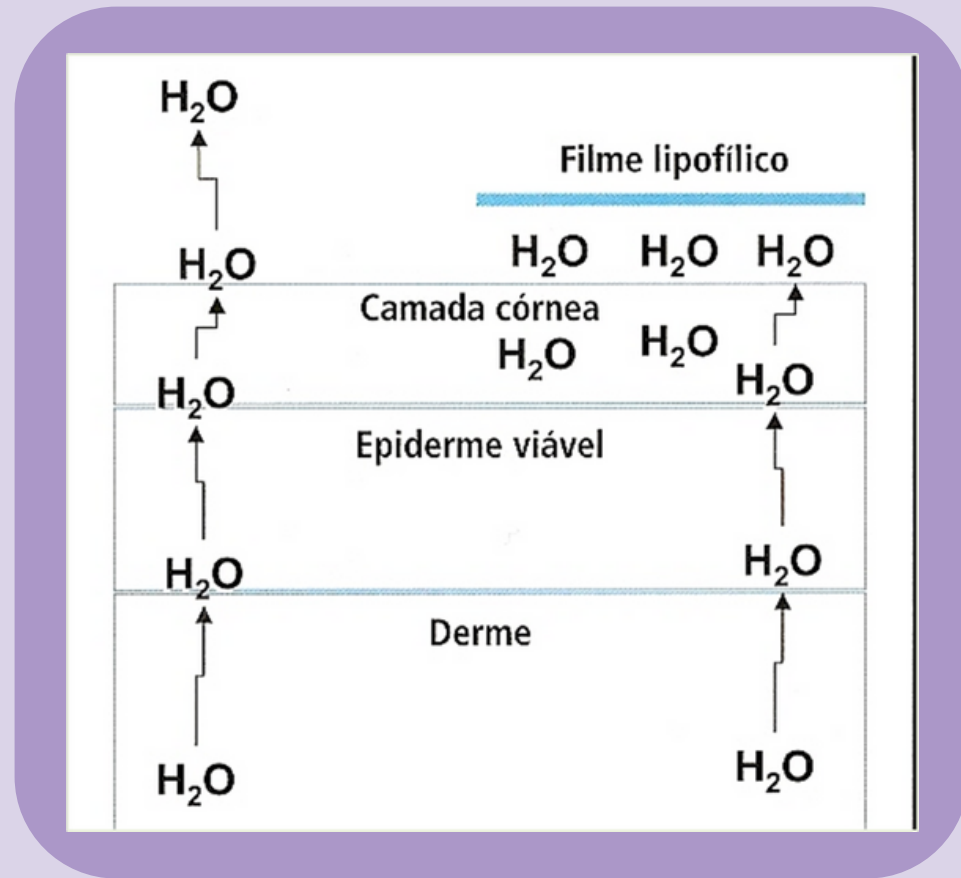 H₂O
Filme lipofílico
H₂O H₂O H₂O H₂O
Camada córnea
H₂O H₂O
H₂O H₂O
Epiderme viável
H₂O H₂O
Derme
H₂O H₂O